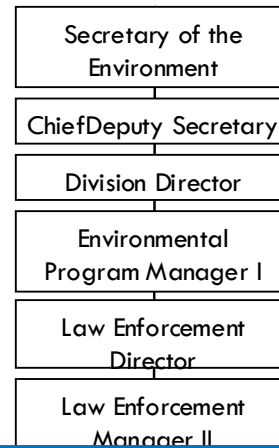 Secretary of the
Environment
ChiefDeputy Secretary
Division Director
Environmental
Program Manager I
Law Enforcement
Director
Law Enforcement
Manager II